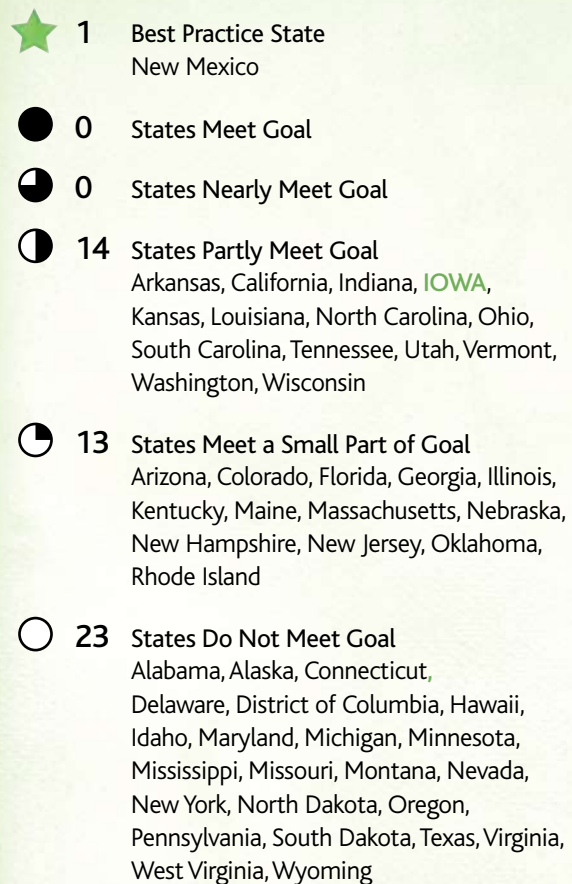 1 Best Practice State
New Mexico
0 States Meet Goal
0 States Nearly Meet Goal
14 States Partly Meet Goal
Arkansas, California, Indiana, IOWA,
Kansas, Louisiana, North Carolina, Ohio,
South Carolina, Tennessee, Utah, Vermont,
Washington, Wisconsin
13 States Meet a Small Part of Goal
Arizona, Colorado, Florida, Georgia, Illinois,
Kentucky, Maine, Massachusetts, Nebraska,
New Hampshire, New Jersey, Oklahoma,
Rhode Island
23 States Do Not Meet Goal
Alabama, Alaska, Connecticut,
Delaware, District of Columbia, Hawaii,
Idaho, Maryland, Michigan, Minnesota,
Mississippi, Missouri, Montana, Nevada,
New York, North Dakota, Oregon,
Pennsylvania, South Dakota, Texas, Virginia,
West Virginia, Wyoming